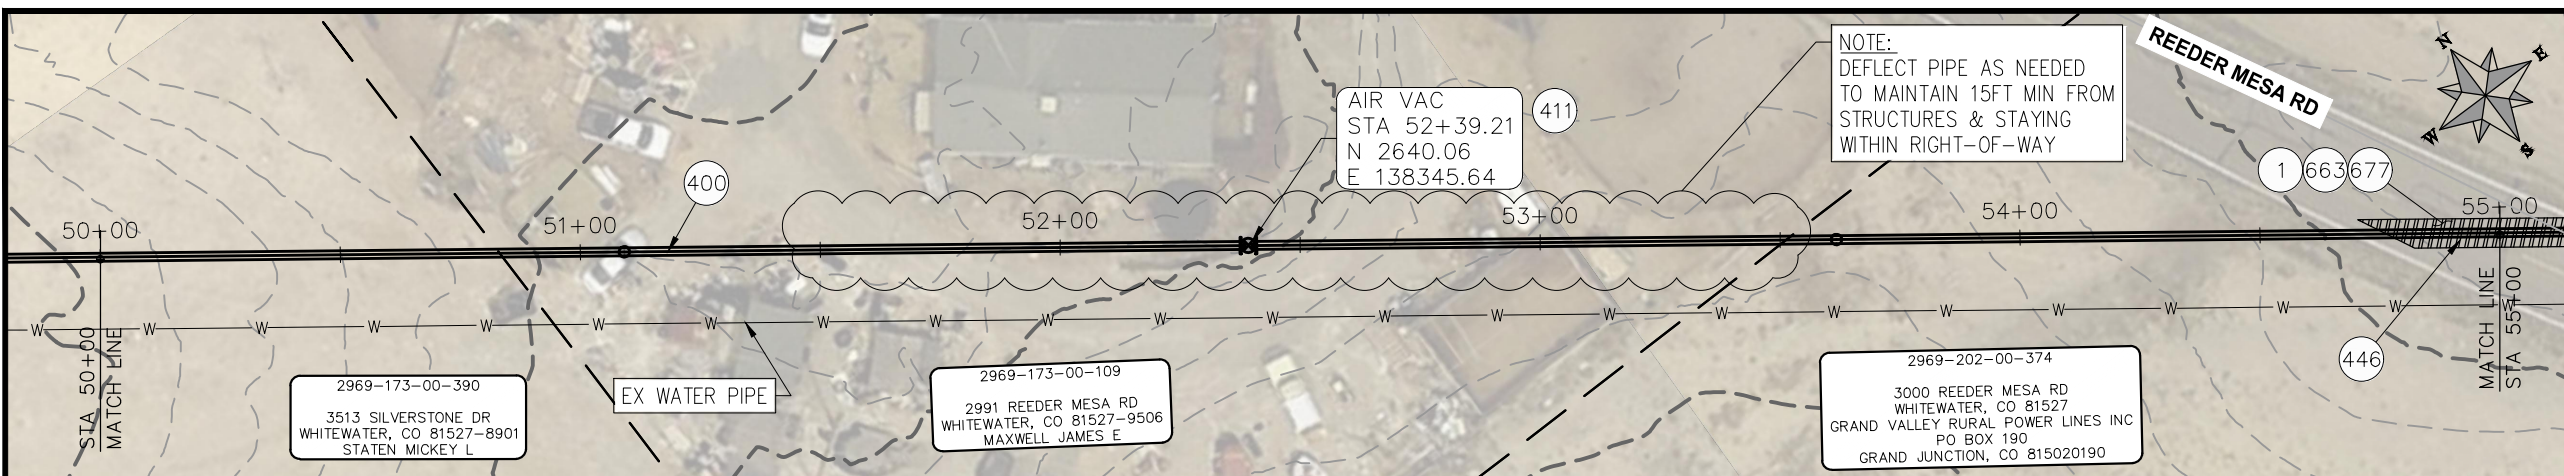 NOTE:
DEFLECT PIPE AS NEEDED
TO MAINTAIN 15FT MIN FROM
STRUCTURES & STAYING
WITHIN RIGHT-OF-WAY
REEDER MESA RD
N
E
W
S
AIR VAC
STA 52+39.21
N 2640.06
E 138345.64
411
400
1
663
677
50+00
51+00
52+00
53+00
54+00
55+00
W W W W W W W W W W W W W W W W W W W W W W W
STA 50+00
MATCH LINE
MATCH LINE
STA 55+00
446
EX WATER PIPE
2969-173-00-390
3513 SILVERSTONE DR
WHITEWATER, CO 81527-8901
STATEN MICKEY L
2969-173-00-109
2991 REEDER MESA RD
WHITEWATER, CO 81527-9506
MAXWELL JAMES E
2969-202-00-374
3000 REEDER MESA RD
WHITEWATER, CO 81527
GRAND VALLEY RURAL POWER LINES INC
PO BOX 190
GRAND JUNCTION, CO 815020190